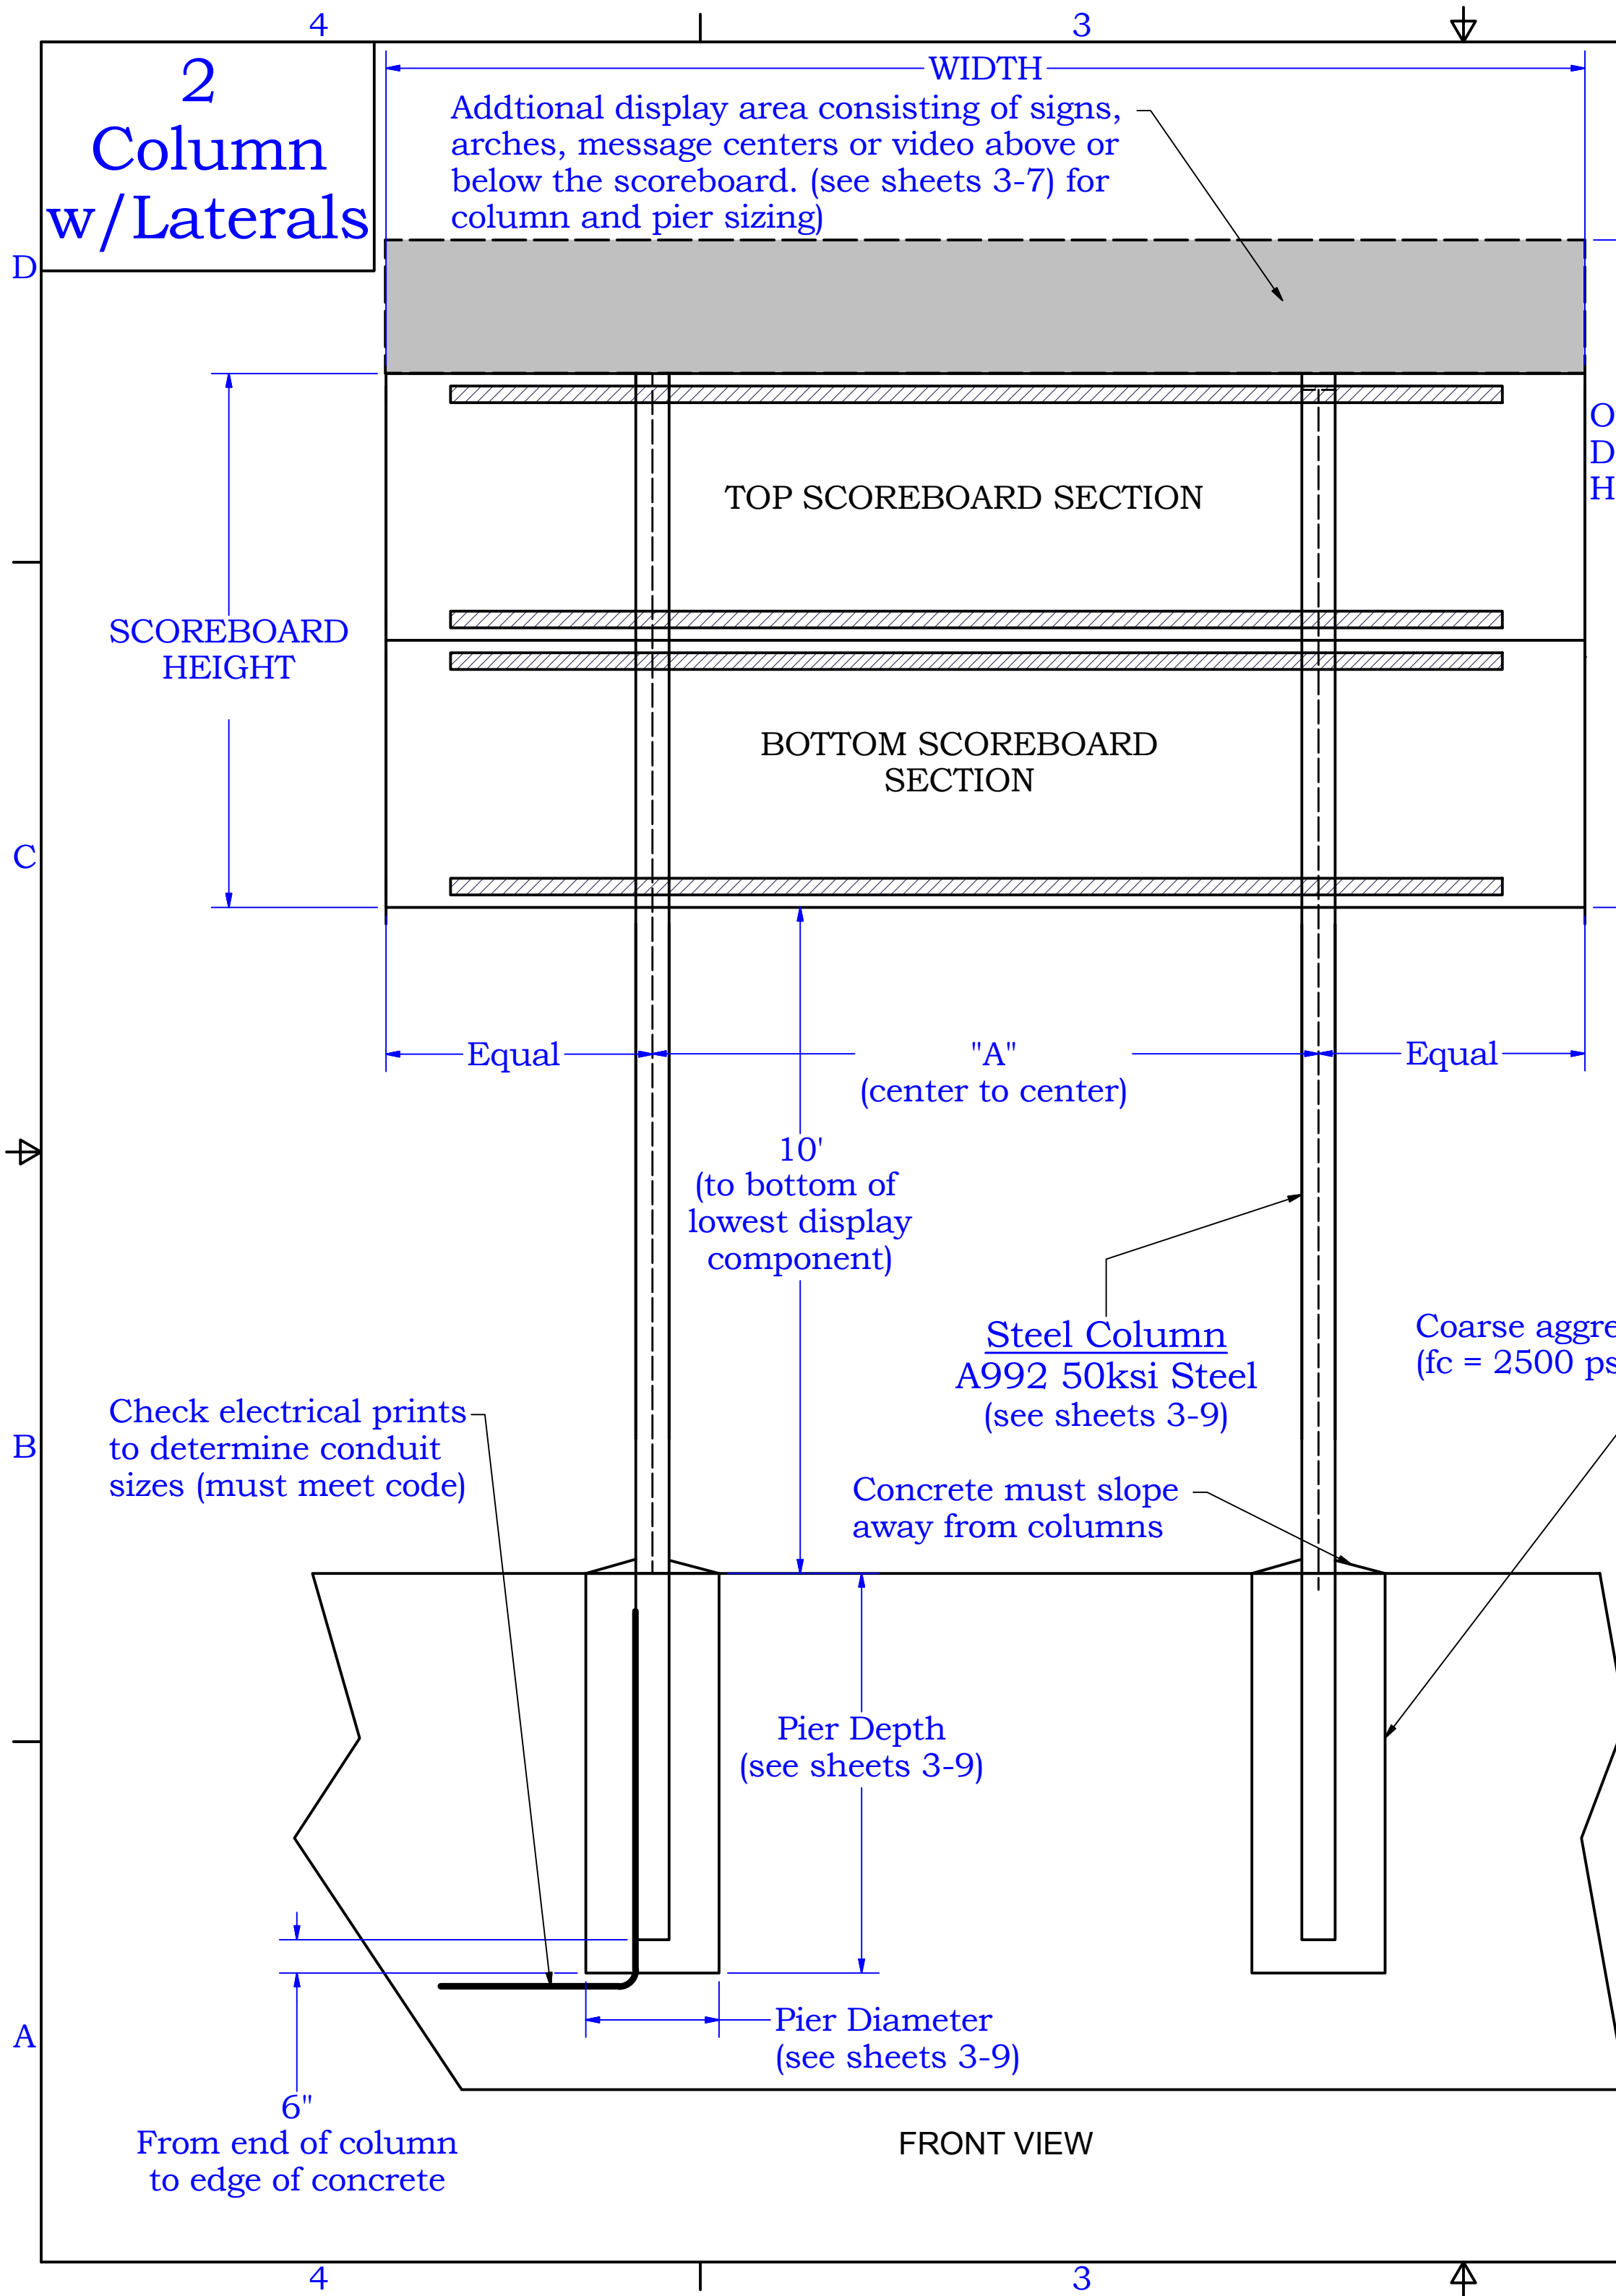 4
3
2
Column
w/Laterals
WIDTH
Addtional display area consisting of signs,
arches, message centers or video above or
below the scoreboard. (see sheets 3-7) for
column and pier sizing)
D
O
D
H
TOP SCOREBOARD SECTION
SCOREBOARD
HEIGHT
BOTTOM SCOREBOARD
SECTION
C
Equal
"A"
(center to center)
Equal
10'
(to bottom of
lowest display
component)
Steel Column
A992 50ksi Steel
(see sheets 3-9)
Coarse aggre
(fc = 2500 ps
Check electrical prints
to determine conduit
sizes (must meet code)
B
Concrete must slope
away from columns
Pier Depth
(see sheets 3-9)
A
Pier Diameter
(see sheets 3-9)
6"
From end of column
to edge of concrete
FRONT VIEW
4
3